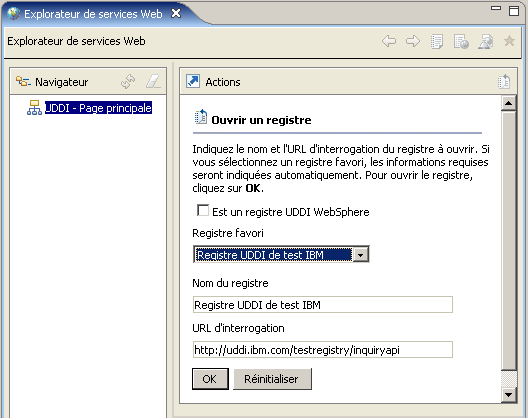 Explorateur de services Web
Explorateur de services Web
Navigateur
UDDI - Page principale
Actions
Ouvrir un registre
Indiquez le nom et l'URL d'interrogation du registre à ouvrir. Si
vous sélectionnez un registre favori, les informations requises
seront indiquées automatiquement. Pour ouvrir le registre,
cliquez sur OK.
Est un registre UDDI WebSphere
Registre favori
Registre UDDI de test IBM
Nom du registre
Registre UDDI de test IBM
URL d'interrogation
http://uddi.ibm.com/testregistry/inquiryapi
OK
Réinitialiser